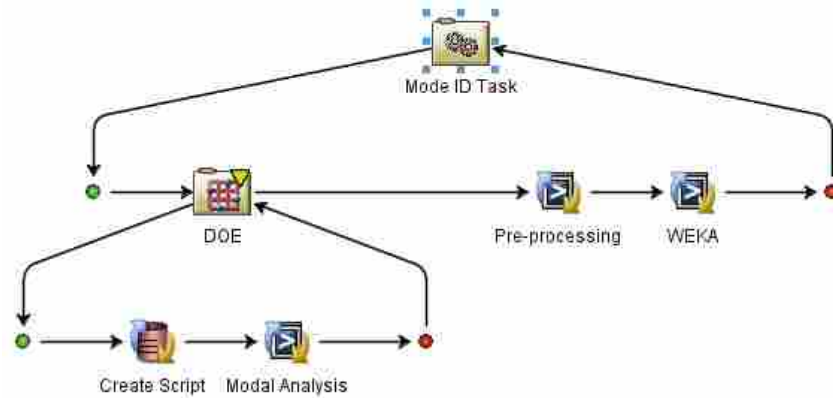 Mode ID Task
DOE
Pre-processing
WEKA
Create Script
Modal Analysis